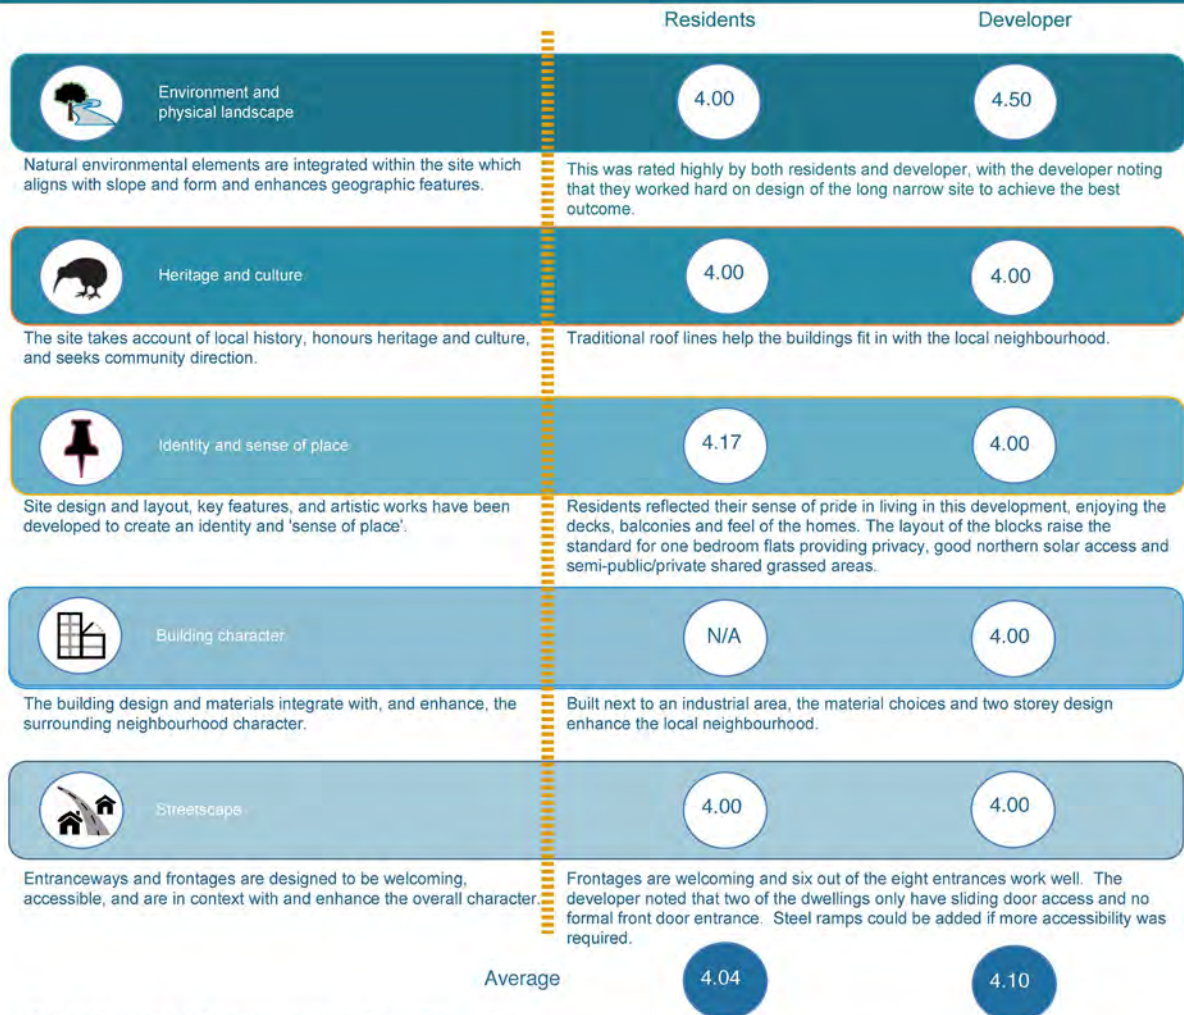 Residents
Developer
Environment and
physical landscape
4.00
4.50
Natural environmental elements are integrated within the site which
aligns with slope and form and enhances geographic features.
This was rated highly by both residents and developer, with the developer noting
that they worked hard on design of the long narrow site to achieve the best
outcome.
Heritage and culture
4.00
4.00
The site takes account of local history, honours heritage and culture,
and seeks community direction.
Traditional roof lines help the buildings fit in with the local neighbourhood.
Identity and sense of place
4.17
4.00
Site design and layout, key features, and artistic works have been
developed to create an identity and 'sense of place'.
Residents reflected their sense of pride in living in this development, enjoying the
decks, balconies and feel of the homes. The layout of the blocks raise the
standard for one bedroom flats providing privacy, good northern solar access and
semi-public/private shared grassed areas.
Building character
N/A
4.00
The building design and materials integrate with, and enhance, the
surrounding neighbourhood character.
Built next to an industrial area, the material choices and two storey design
enhance the local neighbourhood.
Streetscape
4.00
4.00
Entranceways and frontages are designed to be welcoming,
accessible, and are in context with and enhance the overall character.
Frontages are welcoming and six out of the eight entrances work well. The
developer noted that two of the dwellings only have sliding door access and no
formal front door entrance. Steel ramps could be added if more accessibility was
required.
Average
4.04
4.10